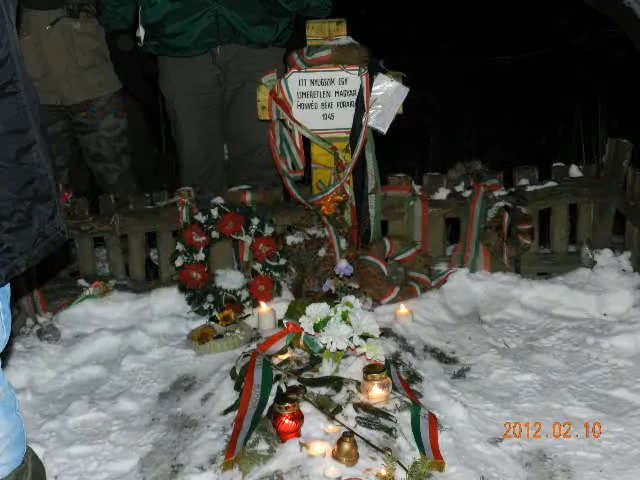 ITT NYUGSZIK EGY
ISMERETLEN MAGYAR
HONVÉD BÉKE PORAIRA
1945
2012.02.10